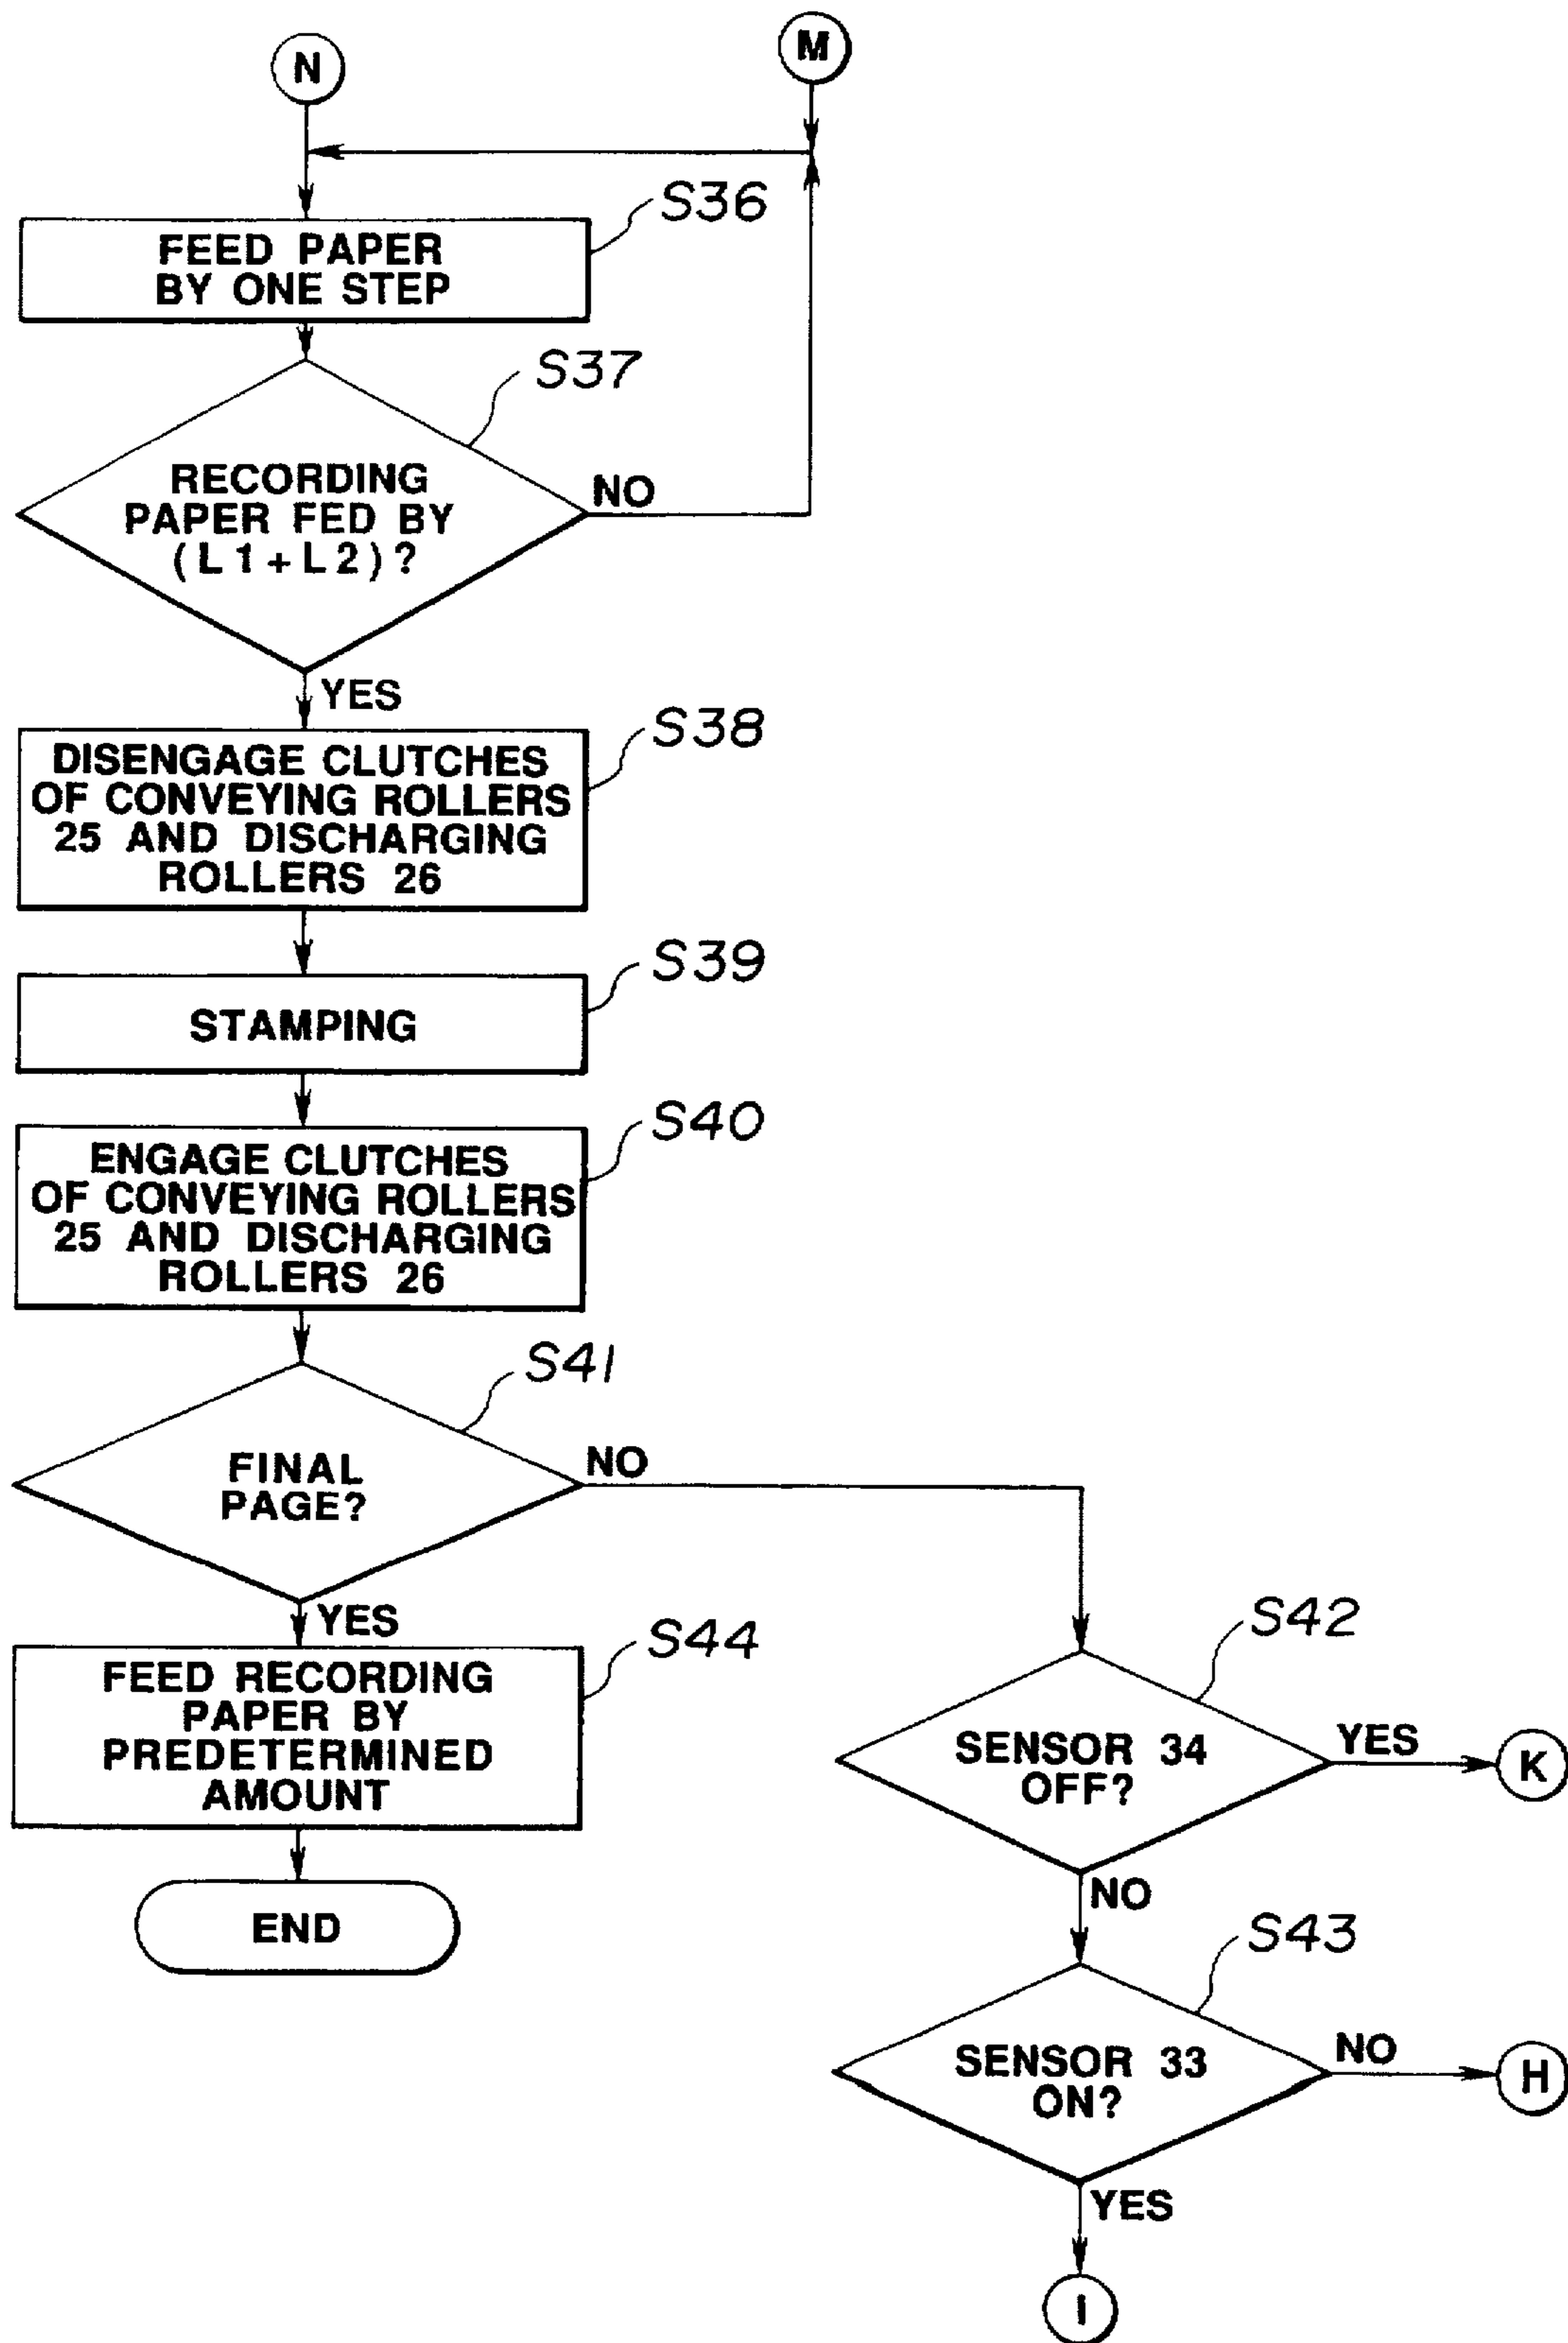 N
M
S36
FEED PAPER
BY ONE STEP
S37
RECORDING
PAPER FED BY
(L1+L2)?
NO
YES
S38
DISENGAGE CLUTCHES
OF CONVEYING ROLLERS
25 AND DISCHARGING
ROLLERS 26
S39
STAMPING
S40
ENGAGE CLUTCHES
OF CONVEYING ROLLERS
25 AND DISCHARGING
ROLLERS 26
S41
FINAL
PAGE?
NO
YES
S44
FEED RECORDING
PAPER BY
PREDETERMINED
AMOUNT
END
S42
SENSOR 34
OFF?
YES
K
NO
S43
SENSOR 33
ON?
NO
H
YES
I